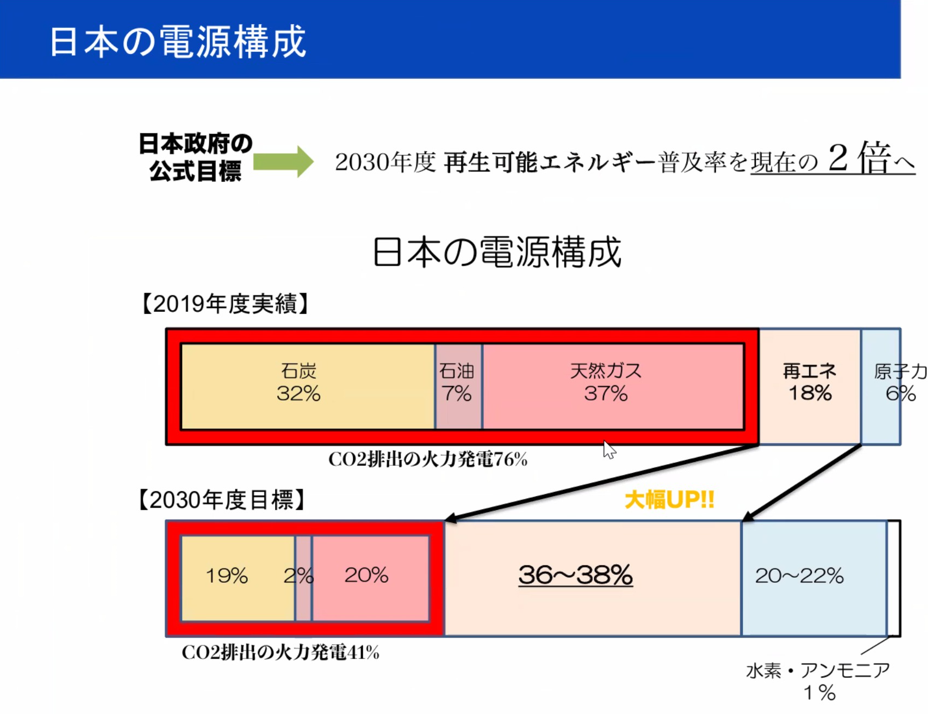 日本の電源構成
日本政府の
公式目標
2030年度 再生可能エネルギー普及率を現在の 2 倍へ
日本の電源構成
【2019年度実績】
石炭
32%
石油
7%
天然ガス
37%
再エネ
18%
原子力
6%
CO2排出の火力発電76%
【2030年度目標】
大幅UP!!
19%
2%
20%
36～38%
20～22%
CO2排出の火力発電41%
水素・アンモニア
1%